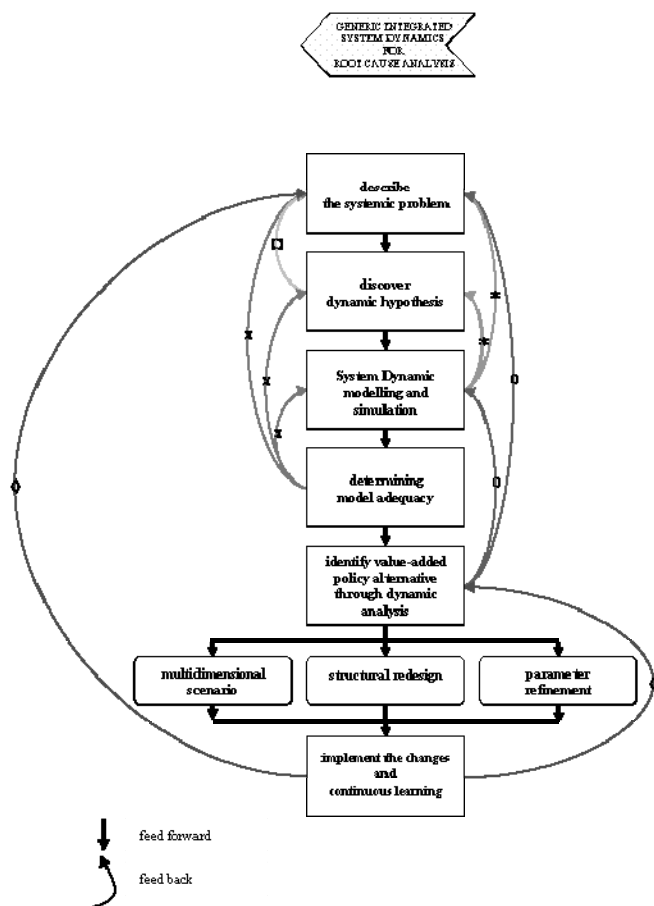 GENERIC INTEGRATED
SYSTEM DYNAMICS
FOR
ROOT CAUSE ANALYSIS
describe
the systemic problem
discover
dynamic hypothesis
System Dynamic
modelling and
simulation
determining
model adequacy
identify value-added
policy alternative
through dynamic
analysis
multidimensional
scenario
structural redesign
parameter
refinement
implement the changes
and
continuous learning
feed forward
feed back